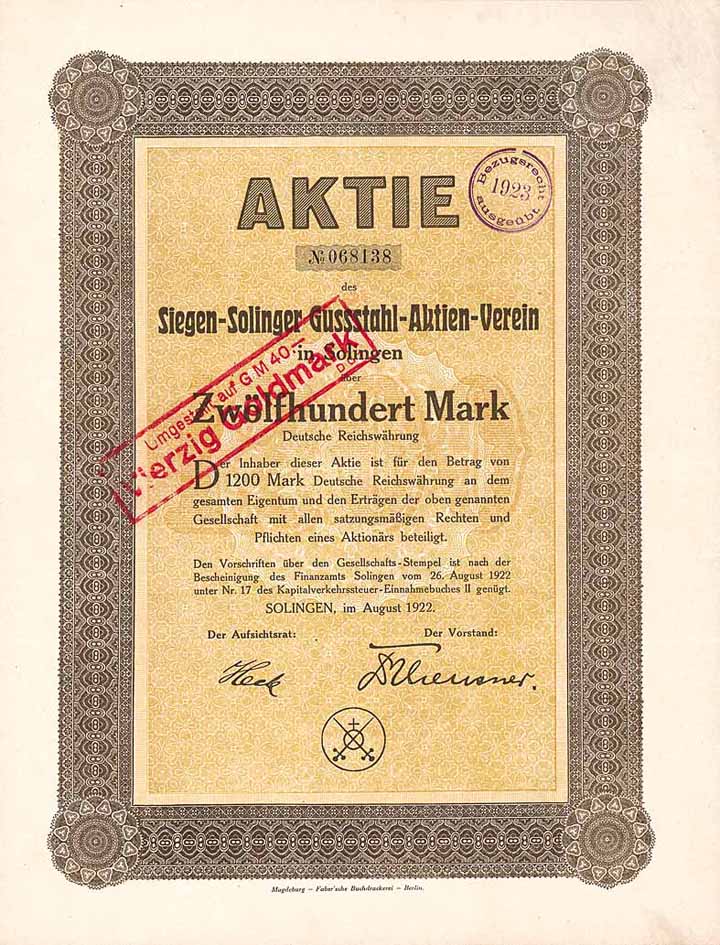 AKTIE
Bezugsrecht
1923
ausgeübt
№ 068138
des
Siegen-Solinger Gussstahl-Aktien-Verein
in Solingen
über
Zwölfhundert Mark
Umgestellt auf G.M 40.—
Vierzig Goldmark
Deutsche Reichswährung
Der Inhaber dieser Aktie ist für den Betrag von
1200 Mark Deutsche Reichswährung an dem
gesamten Eigentum und den Erträgen der oben genannten
Gesellschaft mit allen satzungsmäßigen Rechten und
Pflichten eines Aktionärs beteiligt.
Den Vorschriften über den Gesellschafts-Stempel ist nach der
Bescheinigung des Finanzamts Solingen vom 26. August 1922
unter Nr. 17 des Kapitalverkehrssteuer-Einnahmebuches II genügt.
SOLINGEN, im August 1922.
Der Aufsichtsrat: Der Vorstand:
Heck
Magdeburg — Faber'sche Buchdruckerei — Berlin.